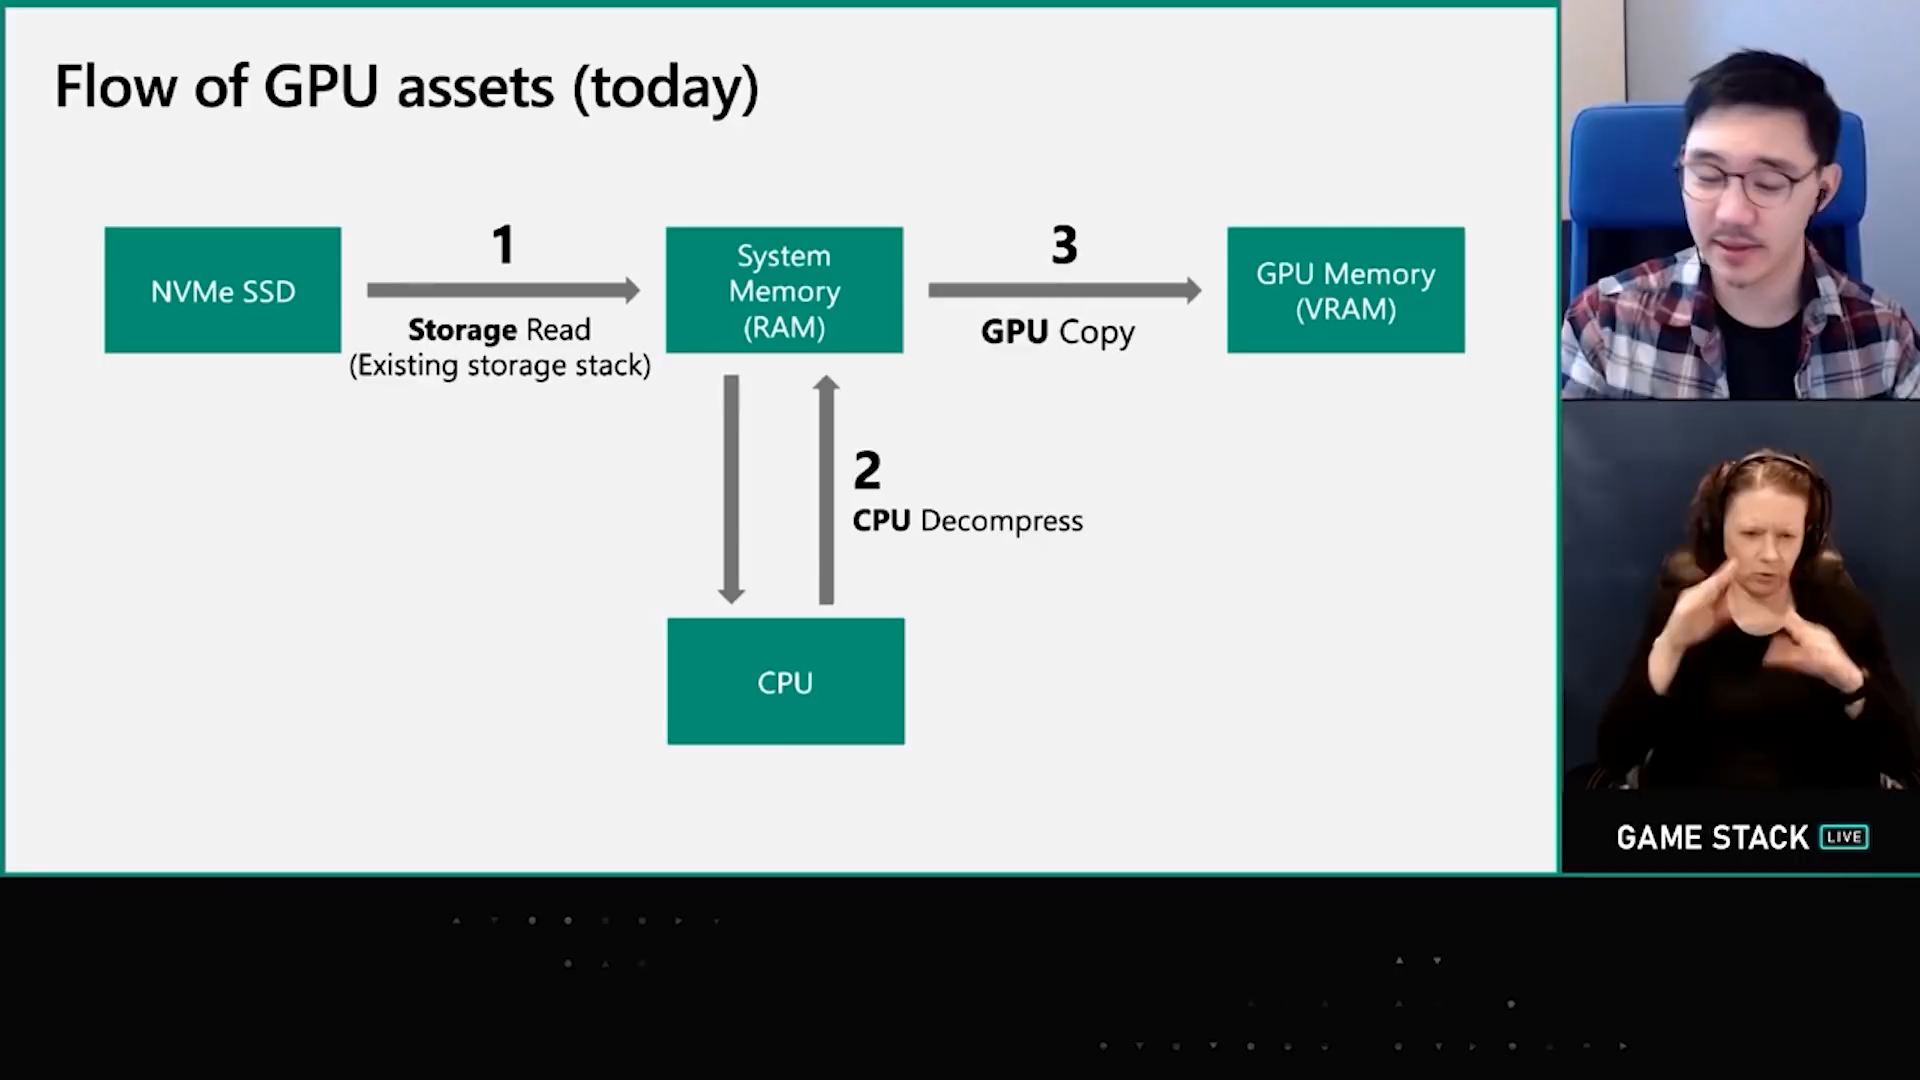 Flow of GPU assets (today)
NVMe SSD
1
Storage Read
(Existing storage stack)
System
Memory
(RAM)
3
GPU Copy
GPU Memory
(VRAM)
2
CPU Decompress
CPU
GAME STACK LIVE